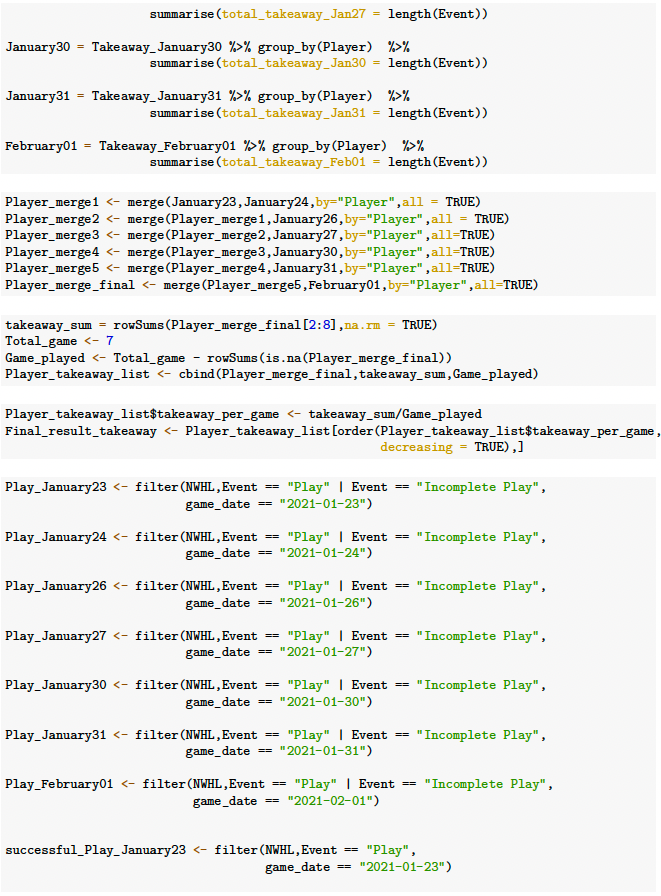 summarise(total_takeaway_Jan27 = length(Event))
January30 = Takeaway_January30 %>% group_by(Player)  %>%
summarise(total_takeaway_Jan30 = length(Event))
January31 = Takeaway_January31 %>% group_by(Player)  %>%
summarise(total_takeaway_Jan31 = length(Event))
February01 = Takeaway_February01 %>% group_by(Player)  %>%
summarise(total_takeaway_Feb01 = length(Event))
Player_merge1 <- merge(January23,January24,by="Player",all = TRUE)
Player_merge2 <- merge(Player_merge1,January26,by="Player",all = TRUE)
Player_merge3 <- merge(Player_merge2,January27,by="Player",all=TRUE)
Player_merge4 <- merge(Player_merge3,January30,by="Player",all=TRUE)
Player_merge5 <- merge(Player_merge4,January31,by="Player",all=TRUE)
Player_merge_final <- merge(Player_merge5,February01,by="Player",all=TRUE)
takeaway_sum = rowSums(Player_merge_final[2:8],na.rm = TRUE)
Total_game <- 7
Game_played <- Total_game - rowSums(is.na(Player_merge_final))
Player_takeaway_list <- cbind(Player_merge_final,takeaway_sum,Game_played)
Player_takeaway_list$takeaway_per_game <- takeaway_sum/Game_played
Final_result_takeaway <- Player_takeaway_list[order(Player_takeaway_list$takeaway_per_game,
decreasing = TRUE),]
Play_January23 <- filter(NWHL,Event == "Play" | Event == "Incomplete Play",
game_date == "2021-01-23")
Play_January24 <- filter(NWHL,Event == "Play" | Event == "Incomplete Play",
game_date == "2021-01-24")
Play_January26 <- filter(NWHL,Event == "Play" | Event == "Incomplete Play",
game_date == "2021-01-26")
Play_January27 <- filter(NWHL,Event == "Play" | Event == "Incomplete Play",
game_date == "2021-01-27")
Play_January30 <- filter(NWHL,Event == "Play" | Event == "Incomplete Play",
game_date == "2021-01-30")
Play_January31 <- filter(NWHL,Event == "Play" | Event == "Incomplete Play",
game_date == "2021-01-31")
Play_February01 <- filter(NWHL,Event == "Play" | Event == "Incomplete Play",
game_date == "2021-02-01")
successful_Play_January23 <- filter(NWHL,Event == "Play",
game_date == "2021-01-23")